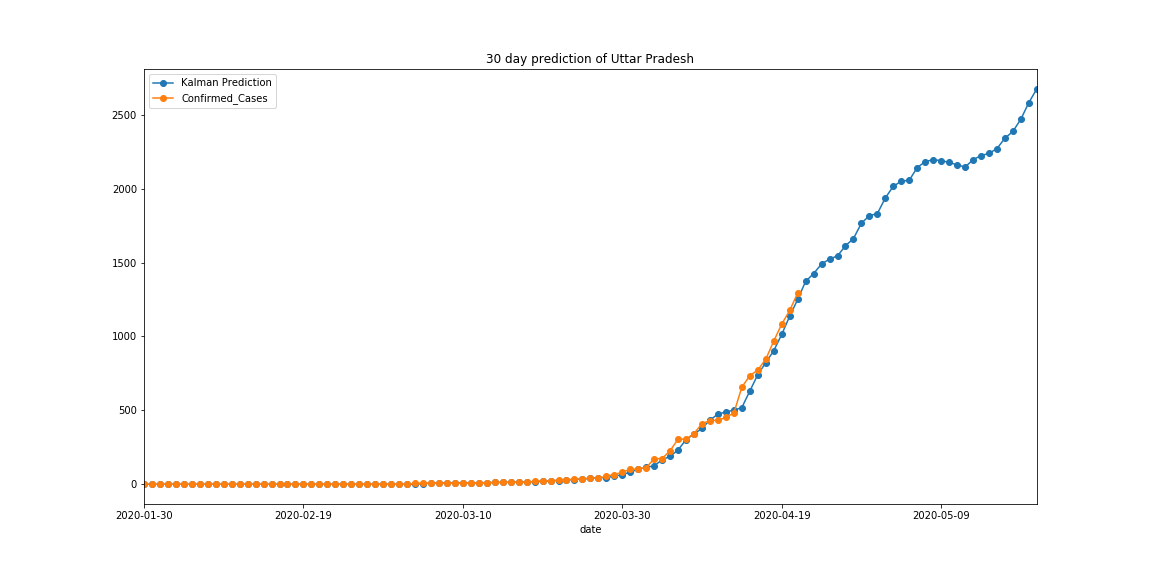 30 day prediction of Uttar Pradesh
Kalman Prediction
Confirmed_Cases
2500
2000
1500
1000
500
0
2020-01-30 2020-02-19 2020-03-10 2020-03-30 2020-04-19 2020-05-09
date